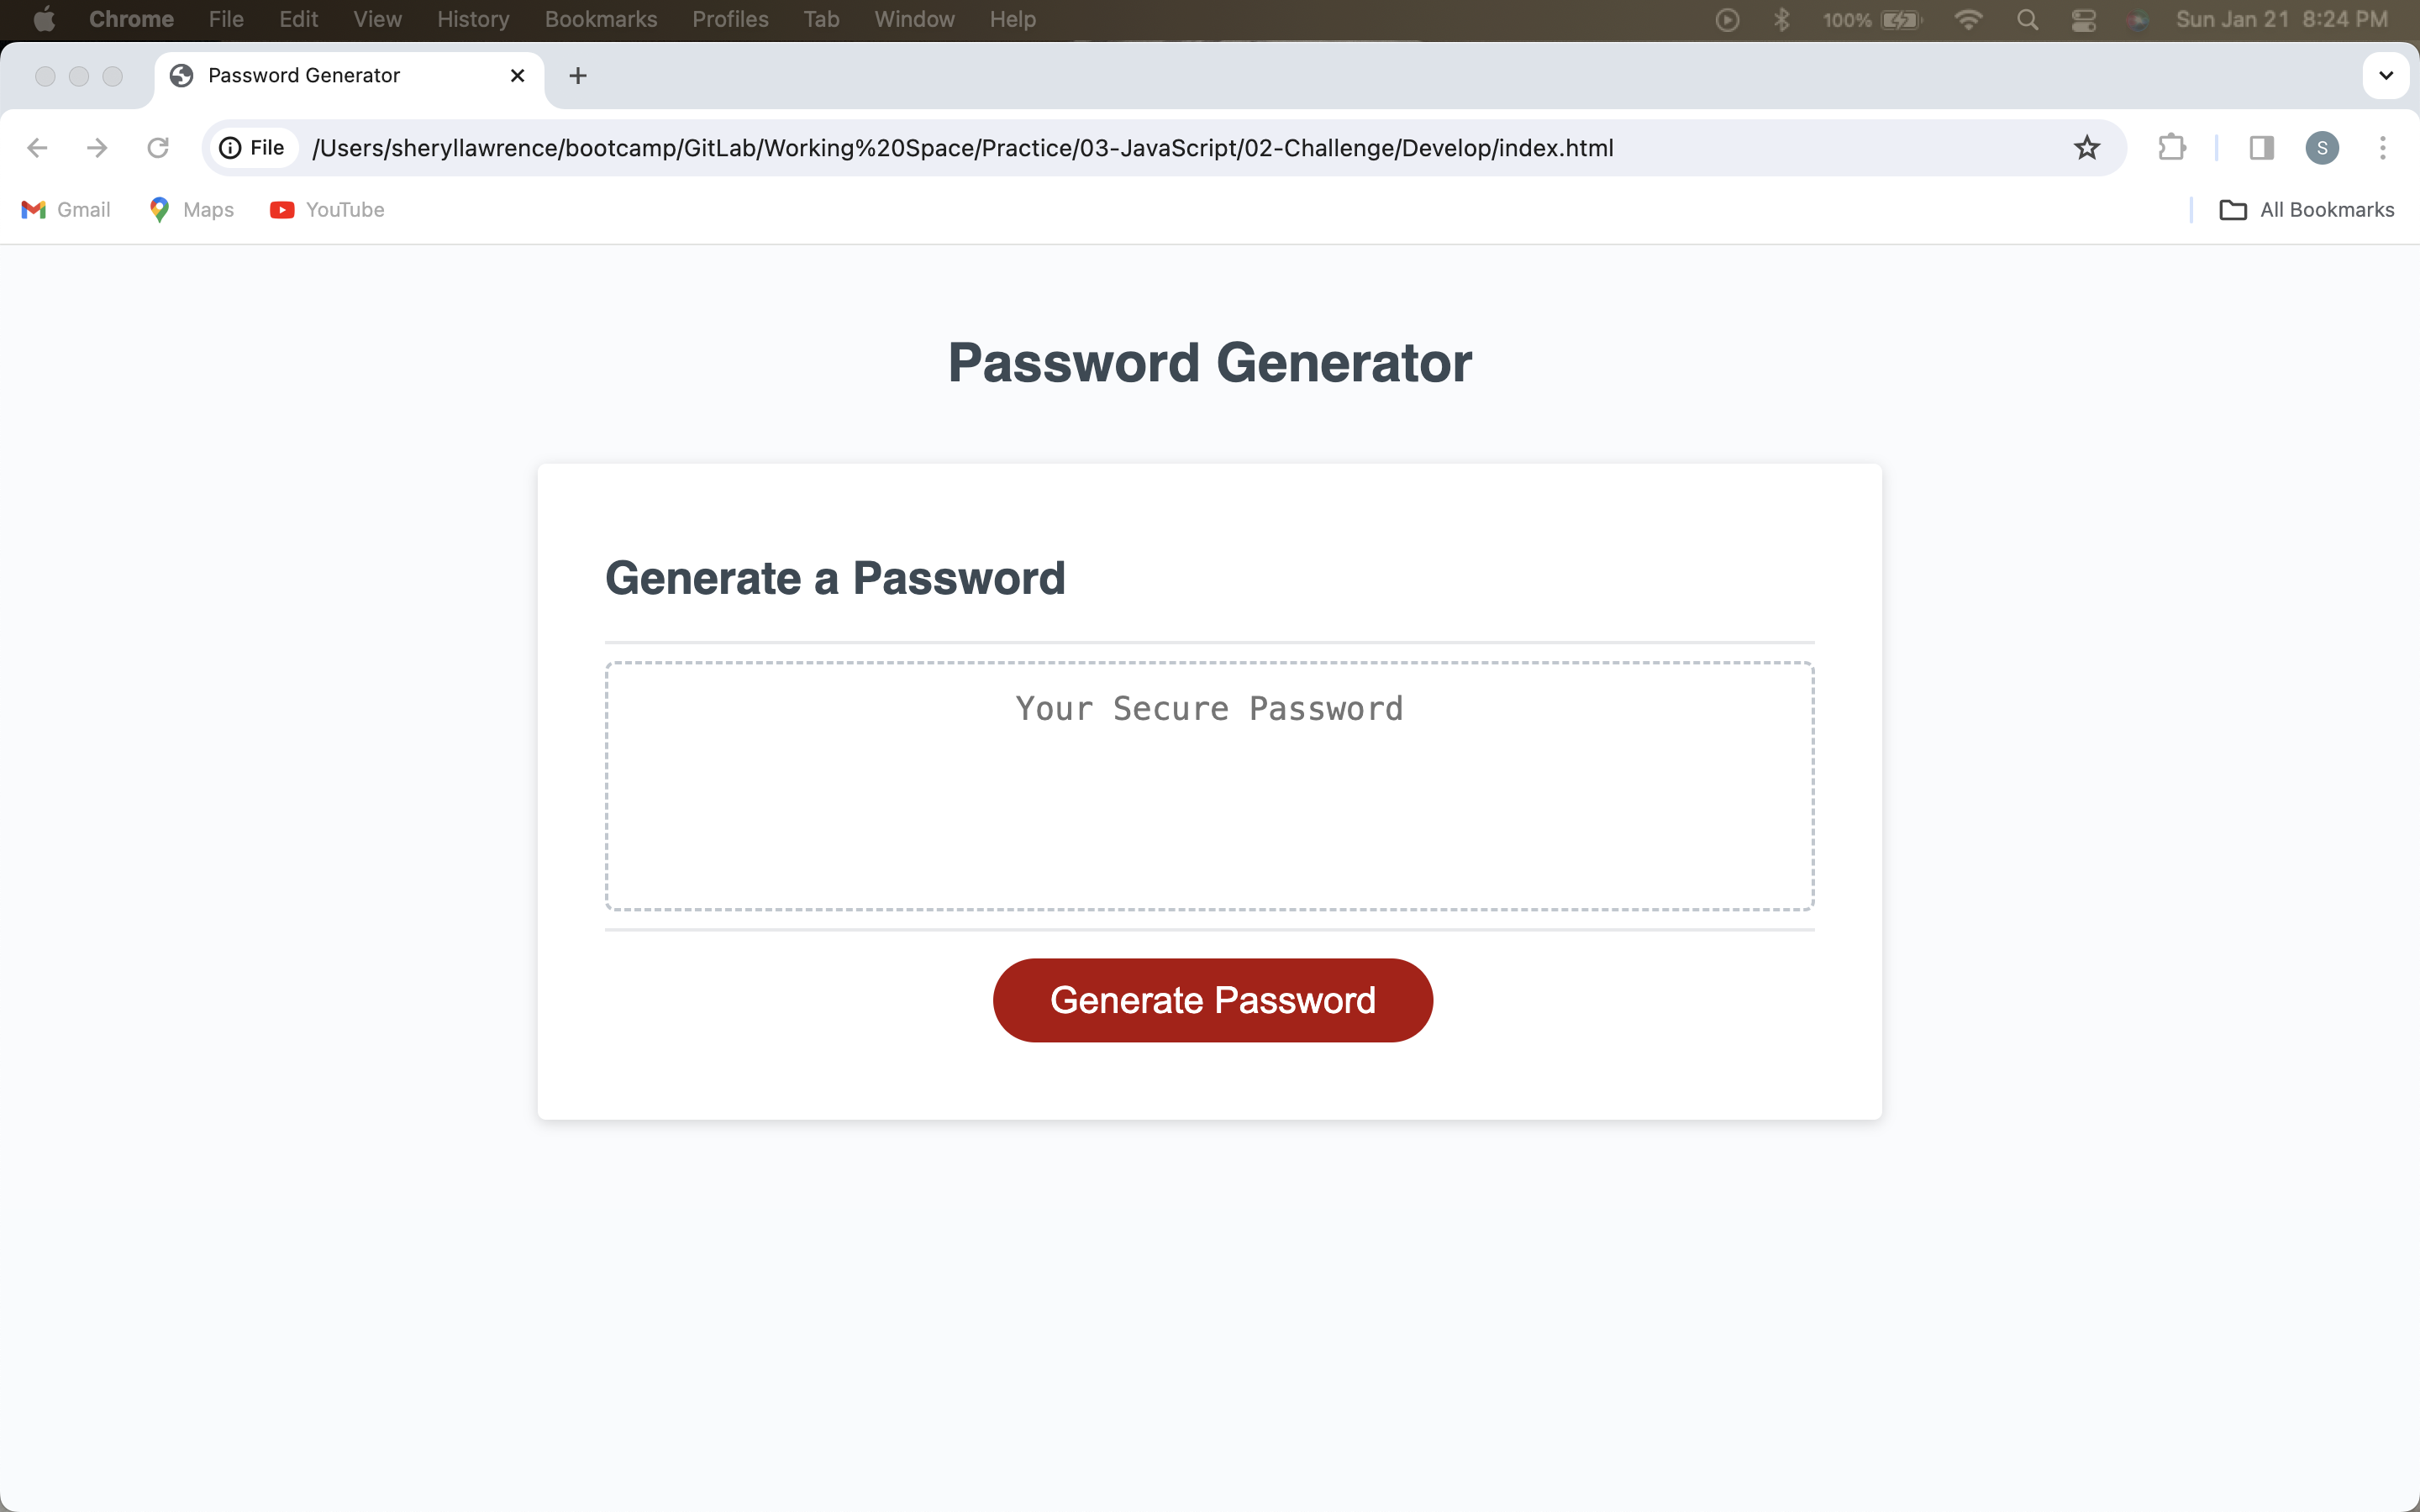 Chrome File Edit View History Bookmarks Profiles Tab Window Help 100% Sun Jan 21 8:24 PM
Password Generator
File /Users/sheryllawrence/bootcamp/GitLab/Working%20Space/Practice/03-JavaScript/02-Challenge/Develop/index.html S
Gmail Maps YouTube All Bookmarks
Password Generator
Generate a Password
Your Secure Password
Generate Password